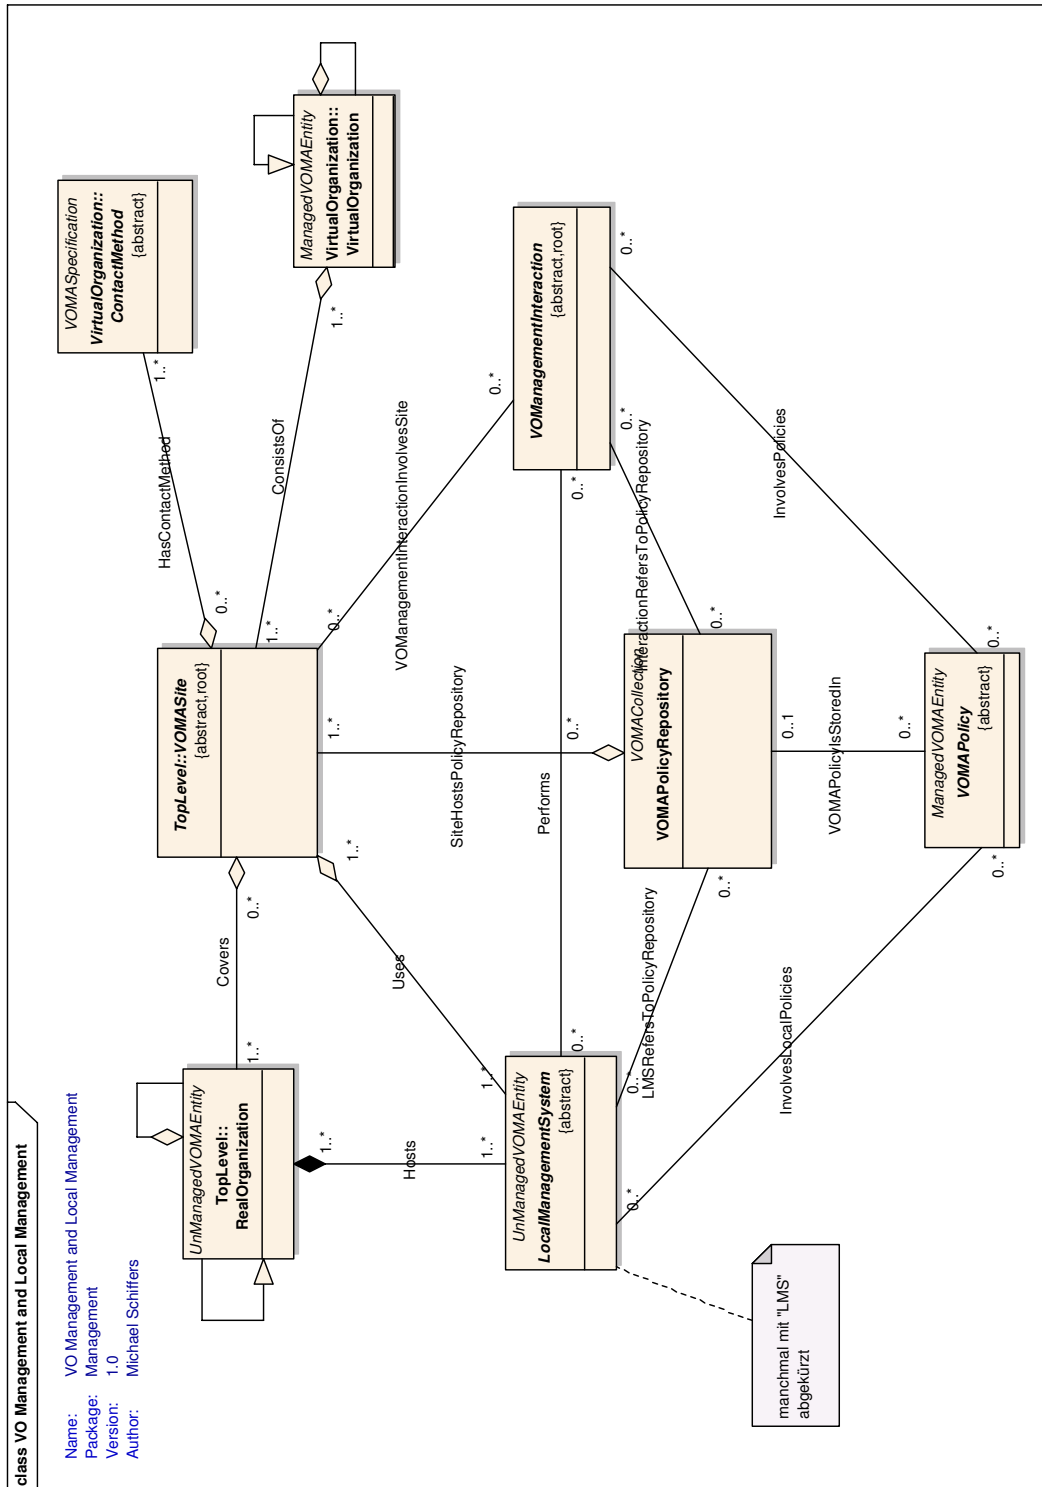 class VO Management and Local Management
Name: VO Management and Local Management
Package: Management
Version: 1.0
Author: Michael Schiffers
UnManagedVOMAEntity
TopLevel::
RealOrganization
1..*
Covers
0..*
TopLevel::VOMASite
{abstract,root}
0..*
HasContactMethod
1..*
VOMASpecification
VirtualOrganization::
ContactMethod
{abstract}
1..*
ConsistsOf
1..*
ManagedVOMAEntity
VirtualOrganization::
VirtualOrganization
1..*
Hosts
1..*
1..*
Uses
1..*
1..*
SiteHostsPolicyRepository
0..*
0..*
VOManagementInteractionInvolvesSite
0..*
UnManagedVOMAEntity
LocalManagementSystem
{abstract}
0..*
Performs
0..*
VOManagementInteraction
{abstract,root}
0..*
LMSRefersToPolicyRepository
0..*
VOMACollection
VOMAPolicyRepository
0..*
InteractionRefersToPolicyRepository
0..*
0..*
InvolvesLocalPolicies
0..*
0..1
VOMAPolicyIsStoredIn
0..*
0..*
InvolvesPolicies
0..*
ManagedVOMAEntity
VOMAPolicy
{abstract}
manchmal mit "LMS"
abgekürzt